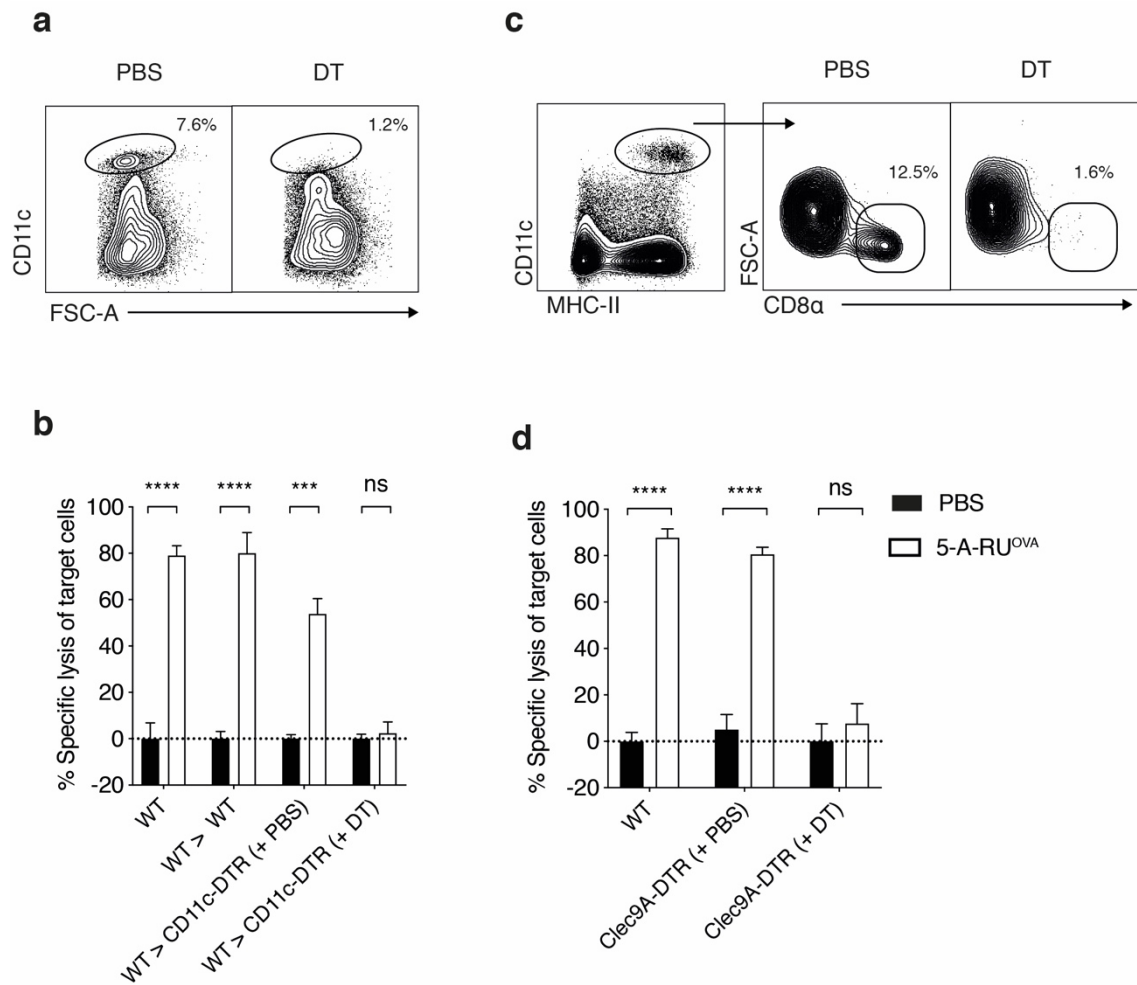 a
PBS DT
7.6%
1.2%
CD11c
FSC-A
c
PBS DT
12.5%
1.6%
CD11c
MHC-II
FSC-A
CD8α
b
**** **** *** ns
% Specific lysis of target cells
100
80
60
40
20
0
-20
WT
WT > WT
WT > CD11c-DTR (+ PBS)
WT > CD11c-DTR (+ DT)
d
**** **** ns
% Specific lysis of target cells
100
80
60
40
20
0
-20
WT
Clec9A-DTR (+ PBS)
Clec9A-DTR (+ DT)
PBS
5-A-RU^OVA